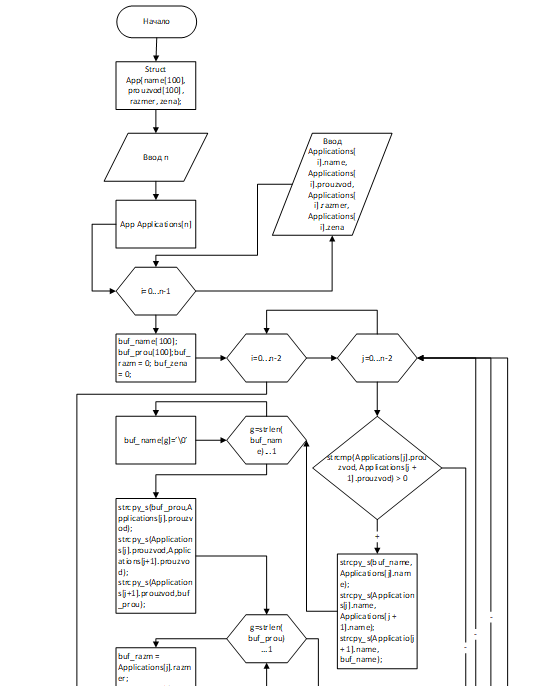 Начало
Struct
App{name[100],
prouzvod[100],
razmer, zena};
Ввод n
Ввод
Applications[
i].name,
Applications[
i].prouzvod,
Applications[
i].razmer,
Applications[
i].zena
App Applications[n]
i=0...n-1
buf_name[100];
buf_prou[100];buf_
razm = 0; buf_zena
= 0;
i=0...n-2
j=0...n-2
buf_name[g]='\0'
g=strlen(
buf_nam
e)...1
strcmp(Applications[j].prou
zvod, Applications[j +
1].prouzvod) > 0
+
strcpy_s(buf_prou,A
pplications[j].prouzv
od);
strcpy_s(Application
s[j].prouzvod,Applic
ations[j+1].prouzvo
d);
strcpy_s(Application
s[j+1].prouzvod,buf
_prou);
strcpy_s(buf_name,
Applications[j].nam
e);
strcpy_s(Application
s[j].name,
Applications[j +
1].name);
strcpy_s(Applicatio[j
+ 1].name,
buf_name);
-
-
-
g=strlen(
buf_prou)
...1
buf_razm =
Applications[j].razm
er;